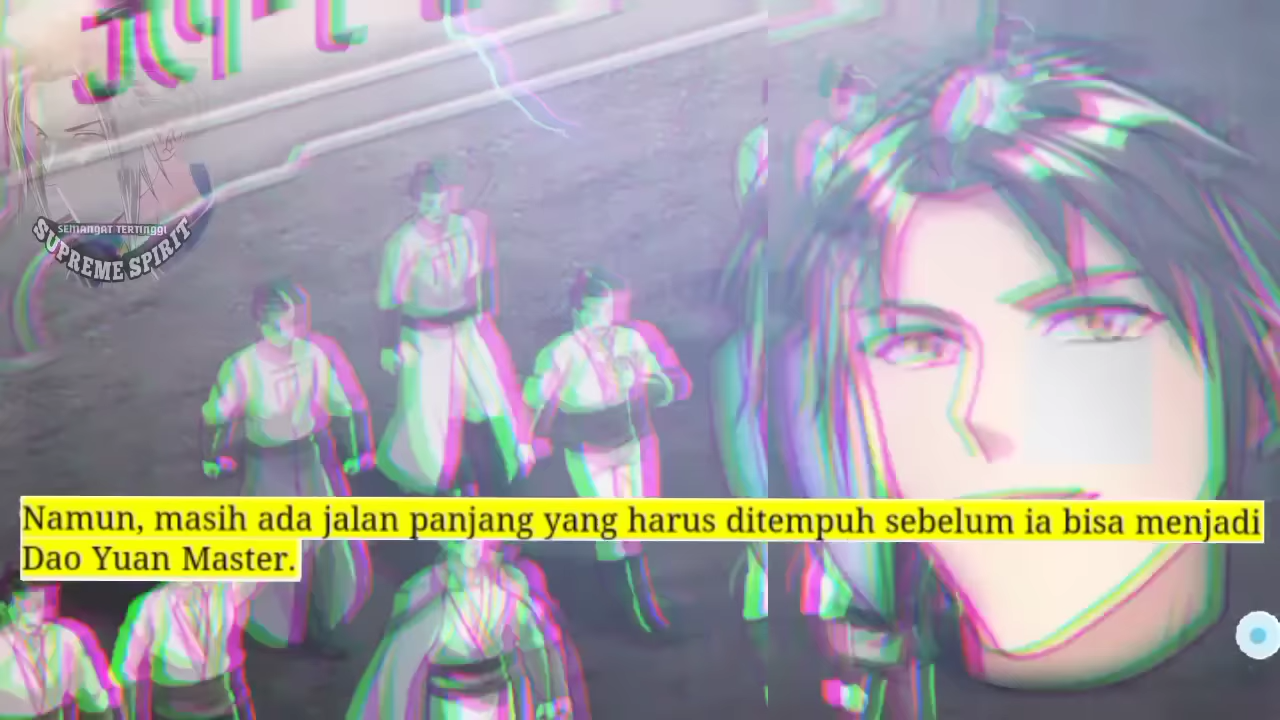 SEMANGAT TERTINGGI
SUPREME SPIRIT
Namun, masih ada jalan panjang yang harus ditempuh sebelum ia bisa menjadi
Dao Yuan Master.